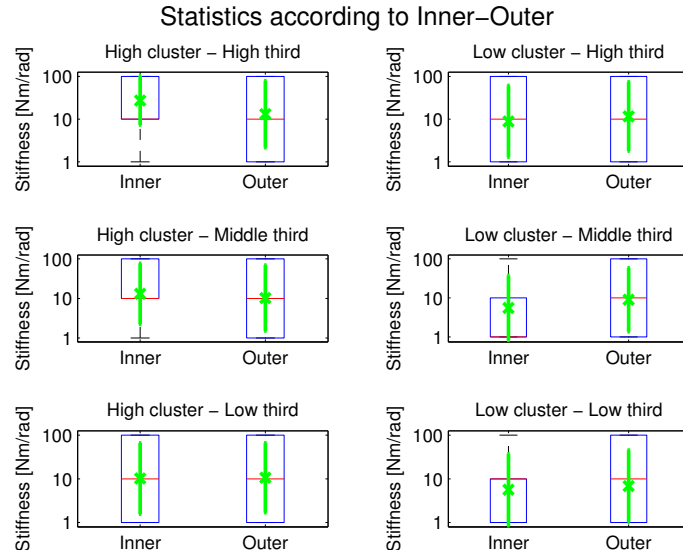 Statistics according to Inner−Outer
High cluster − High third
Stiffness [Nm/rad]
100
10
1
Inner
Outer
Low cluster − High third
Stiffness [Nm/rad]
100
10
1
Inner
Outer
High cluster − Middle third
Stiffness [Nm/rad]
100
10
1
Inner
Outer
Low cluster − Middle third
Stiffness [Nm/rad]
100
10
1
Inner
Outer
High cluster − Low third
Stiffness [Nm/rad]
100
10
1
Inner
Outer
Low cluster − Low third
Stiffness [Nm/rad]
100
10
1
Inner
Outer